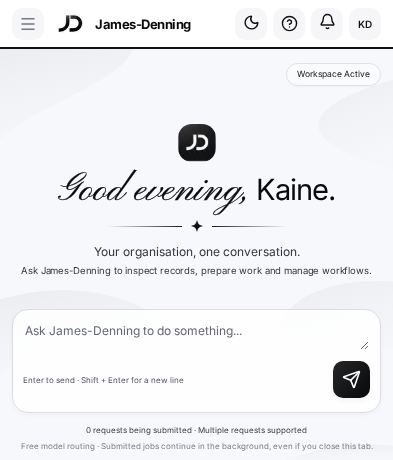 JD James-Denning KD
Workspace Active
JD
Good evening, Kaine.
Your organisation, one conversation.
Ask James-Denning to inspect records, prepare work and manage workflows.
Ask James-Denning to do something...
Enter to send · Shift + Enter for a new line
0 requests being submitted · Multiple requests supported
Free model routing · Submitted jobs continue in the background, even if you close this tab.